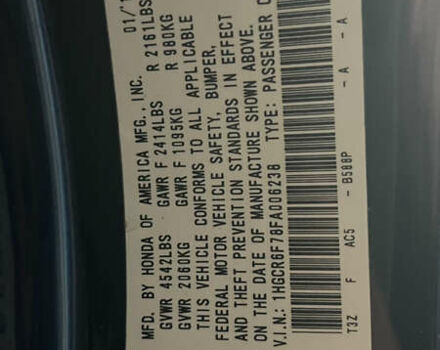 MFD. BY HONDA OF AMERICA MFG., INC. 01/1
GVWR 4542LBS GAWR F 2414LBS R 2161LBS
GVWR 2060KG GAWR F 1095KG R 980KG
THIS VEHICLE CONFORMS TO ALL APPLICABLE
FEDERAL MOTOR VEHICLE SAFETY, BUMPER,
AND THEFT PREVENTION STANDARDS IN EFFECT
ON THE DATE OF MANUFACTURE SHOWN ABOVE.
V.I.N.: 1HGCR6F78FA006238 TYPE: PASSENGER C
T3Z F AC5 - B588P - A - A